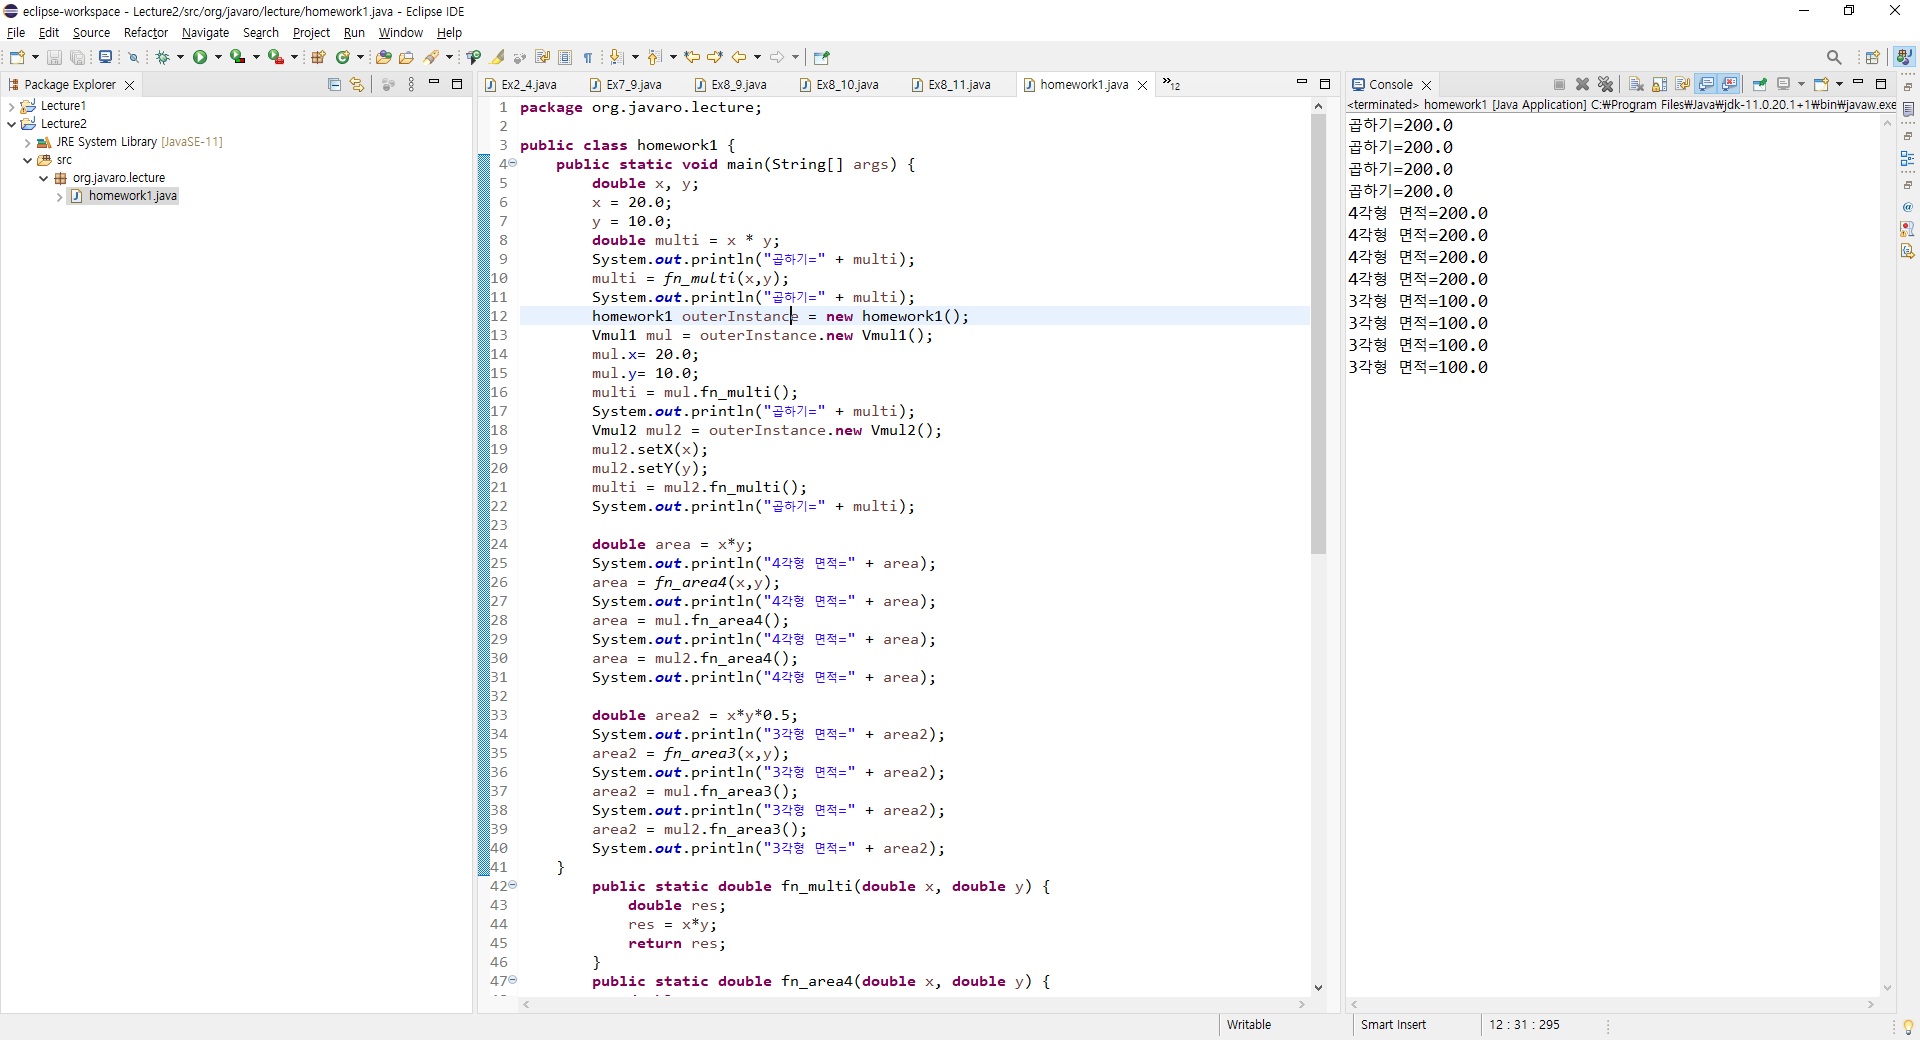 eclipse-workspace - Lecture2/src/org/javaro/lecture/homework1.java - Eclipse IDE
File Edit Source Refactor Navigate Search Project Run Window Help
Package Explorer
Lecture1
Lecture2
JRE System Library [JavaSE-11]
src
org.javaro.lecture
homework1.java
Ex2_4.java Ex7_9.java Ex8_9.java Ex8_10.java Ex8_11.java homework1.java »12
1 package org.javaro.lecture;
2
3 public class homework1 {
4 public static void main(String[] args) {
5 double x, y;
6 x = 20.0;
7 y = 10.0;
8 double multi = x * y;
9 System.out.println("곱하기=" + multi);
10 multi = fn_multi(x,y);
11 System.out.println("곱하기=" + multi);
12 homework1 outerInstance = new homework1();
13 Vmul1 mul = outerInstance.new Vmul1();
14 mul.x= 20.0;
15 mul.y= 10.0;
16 multi = mul.fn_multi();
17 System.out.println("곱하기=" + multi);
18 Vmul2 mul2 = outerInstance.new Vmul2();
19 mul2.setX(x);
20 mul2.setY(y);
21 multi = mul2.fn_multi();
22 System.out.println("곱하기=" + multi);
23
24 double area = x*y;
25 System.out.println("4각형 면적=" + area);
26 area = fn_area4(x,y);
27 System.out.println("4각형 면적=" + area);
28 area = mul.fn_area4();
29 System.out.println("4각형 면적=" + area);
30 area = mul2.fn_area4();
31 System.out.println("4각형 면적=" + area);
32
33 double area2 = x*y*0.5;
34 System.out.println("3각형 면적=" + area2);
35 area2 = fn_area3(x,y);
36 System.out.println("3각형 면적=" + area2);
37 area2 = mul.fn_area3();
38 System.out.println("3각형 면적=" + area2);
39 area2 = mul2.fn_area3();
40 System.out.println("3각형 면적=" + area2);
41 }
42 public static double fn_multi(double x, double y) {
43 double res;
44 res = x*y;
45 return res;
46 }
47 public static double fn_area4(double x, double y) {
Console
<terminated> homework1 [Java Application] C:₩Program Files₩Java₩jdk-11.0.20.1+1₩bin₩javaw.exe
곱하기=200.0
곱하기=200.0
곱하기=200.0
곱하기=200.0
4각형 면적=200.0
4각형 면적=200.0
4각형 면적=200.0
4각형 면적=200.0
3각형 면적=100.0
3각형 면적=100.0
3각형 면적=100.0
3각형 면적=100.0
Writable Smart Insert 12 : 31 : 295